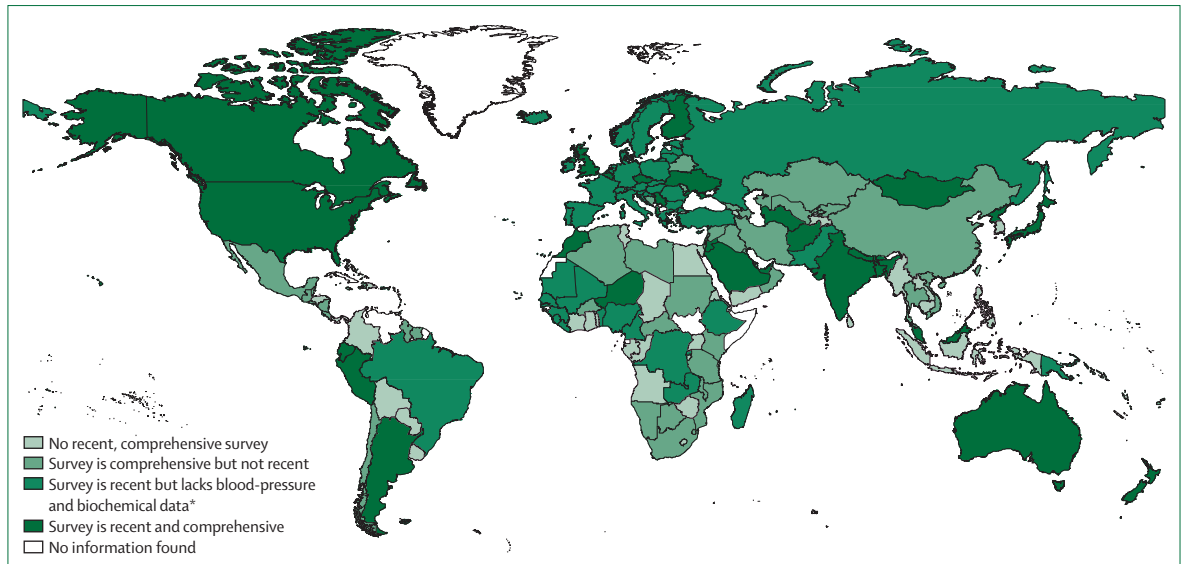 No recent, comprehensive survey
Survey is comprehensive but not recent
Survey is recent but lacks blood-pressure
and biochemical data*
Survey is recent and comprehensive
No information found